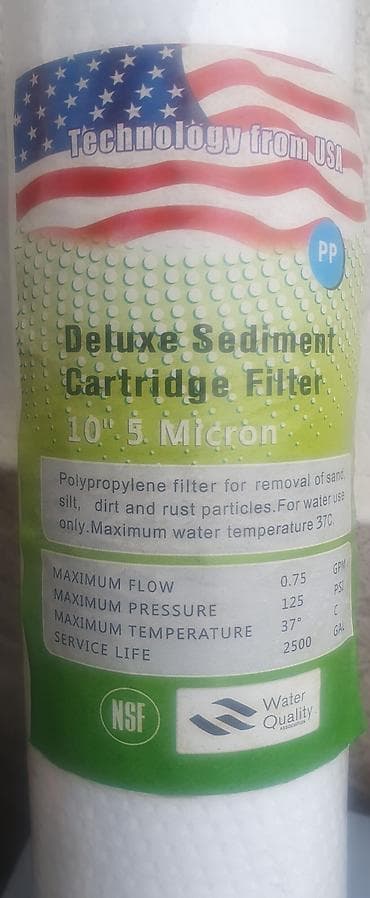 Technology from USA
PP
Deluxe Sediment
Cartridge Filter
10" 5 Micron
Polypropylene filter for removal of sand,
silt, dirt and rust particles.For water use
only.Maximum water temperature 37C.
MAXIMUM FLOW 0.75 GPM
MAXIMUM PRESSURE 125 PSI
MAXIMUM TEMPERATURE 37° C
SERVICE LIFE 2500 GAL
NSF
Water
Quality
ASSOCIATION